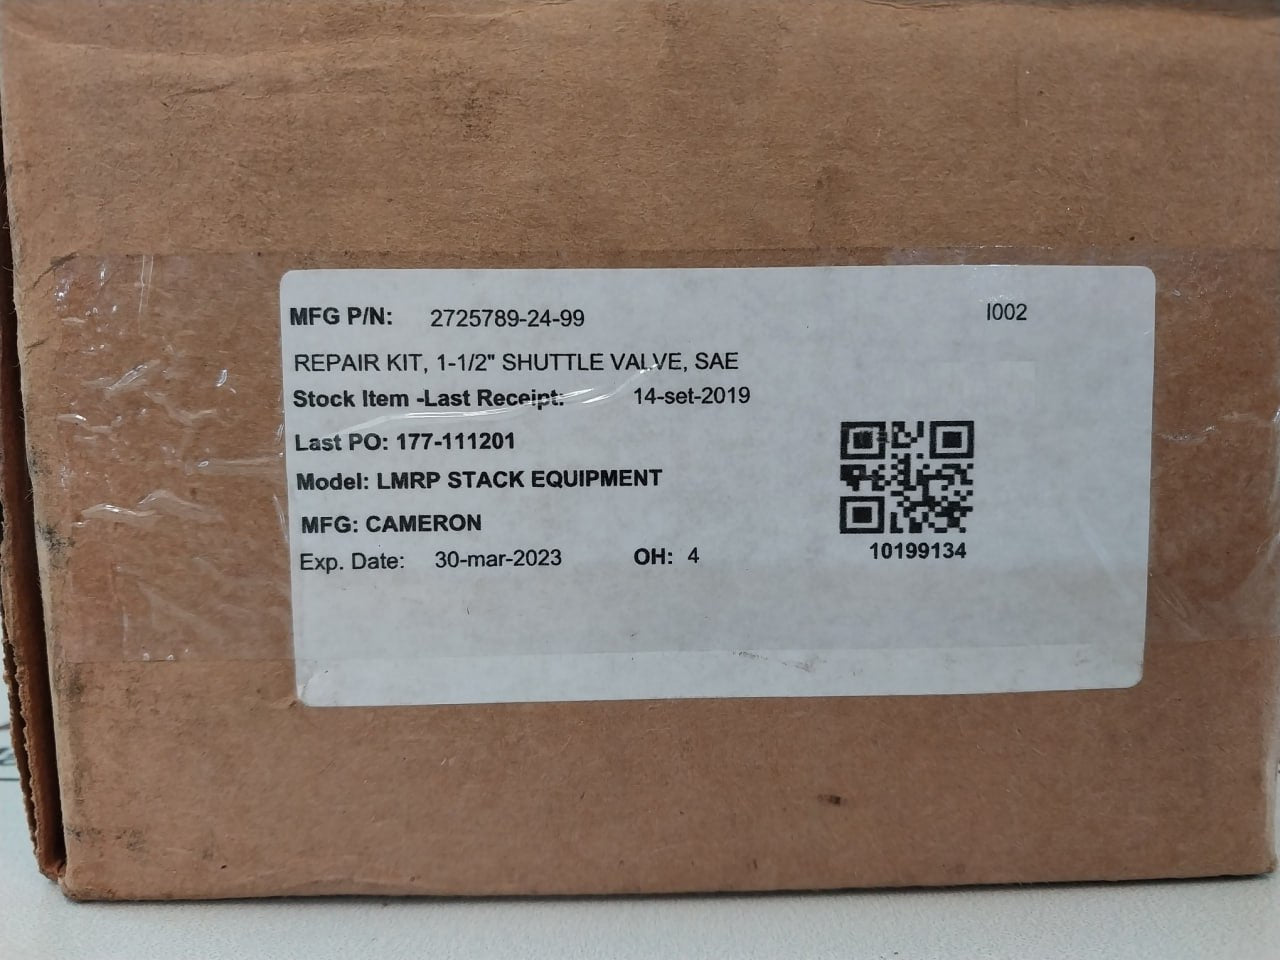 MFG P/N: 2725789-24-99 I002
REPAIR KIT, 1-1/2" SHUTTLE VALVE, SAE
Stock Item -Last Receipt: 14-set-2019
Last PO: 177-111201
Model: LMRP STACK EQUIPMENT
MFG: CAMERON
Exp. Date: 30-mar-2023 OH: 4
10199134